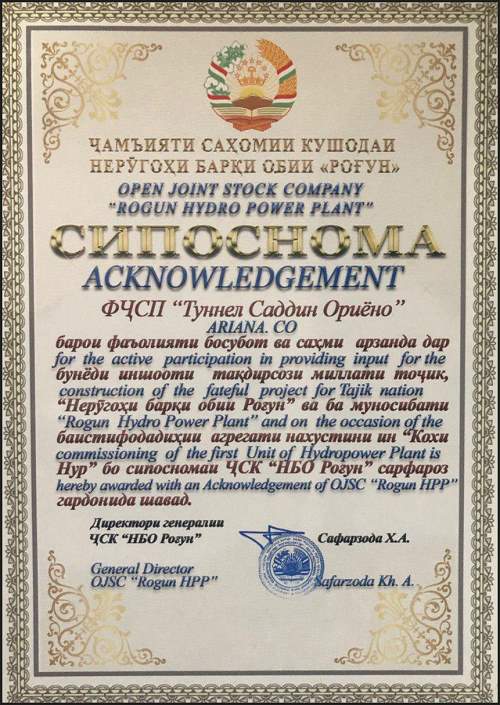 ҶАМЪИЯТИ САҲОМИИ КУШОДАИ
НЕРӮГОҲИ БАРҚИ ОБИИ «РОҒУН»
OPEN JOINT STOCK COMPANY
"ROGUN HYDRO POWER PLANT"
СИПОСНОМА
ACKNOWLEDGEMENT
ФҶСП “Туннел Саддин Ориёно”
ARIANA. CO
барои фаъолияти босубот ва саҳми арзанда дар
for the active participation in providing input for the
бунёди иншооти тақдирсози миллати тоҷик,
construction of the fateful project for Tajik nation
“Нерӯгоҳи барқи обии Роғун” ва ба муносибати
“Rogun Hydro Power Plant” and on the occasion of the
баистифодадиҳии агрегати нахустини ин “Кохи
commissioning of the first Unit of Hydropower Plant is
Нур” бо сипосномаи ҶСК “НБО Роғун” сарфароз
hereby awarded with an Acknowledgement of OJSC “Rogun HPP”
гардонида шавад.
Директори генералии
ҶСК “НБО Роғун”
Сафарзода Х.А.
General Director
OJSC “Rogun HPP”
Safarzoda Kh. A.